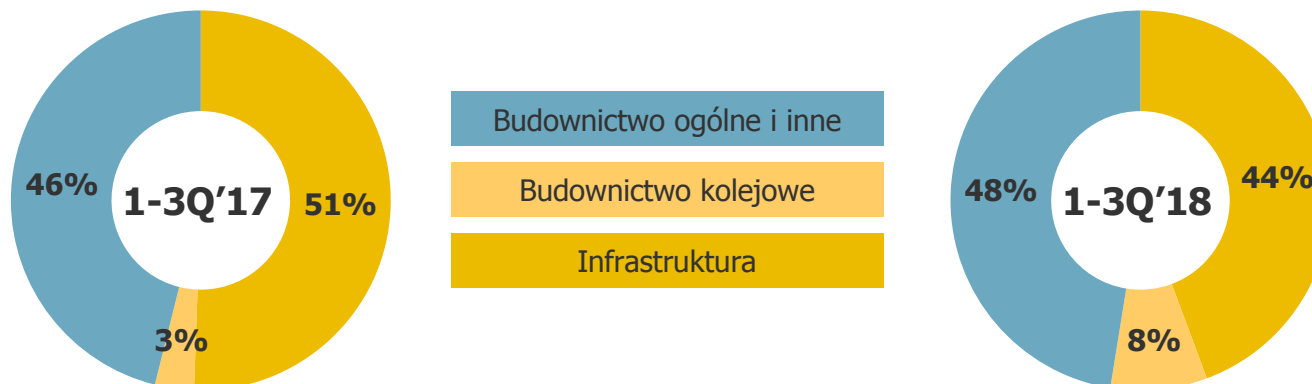 46%
1-3Q’17
51%
3%
Budownictwo ogólne i inne
Budownictwo kolejowe
Infrastruktura
48%
1-3Q’18
44%
8%